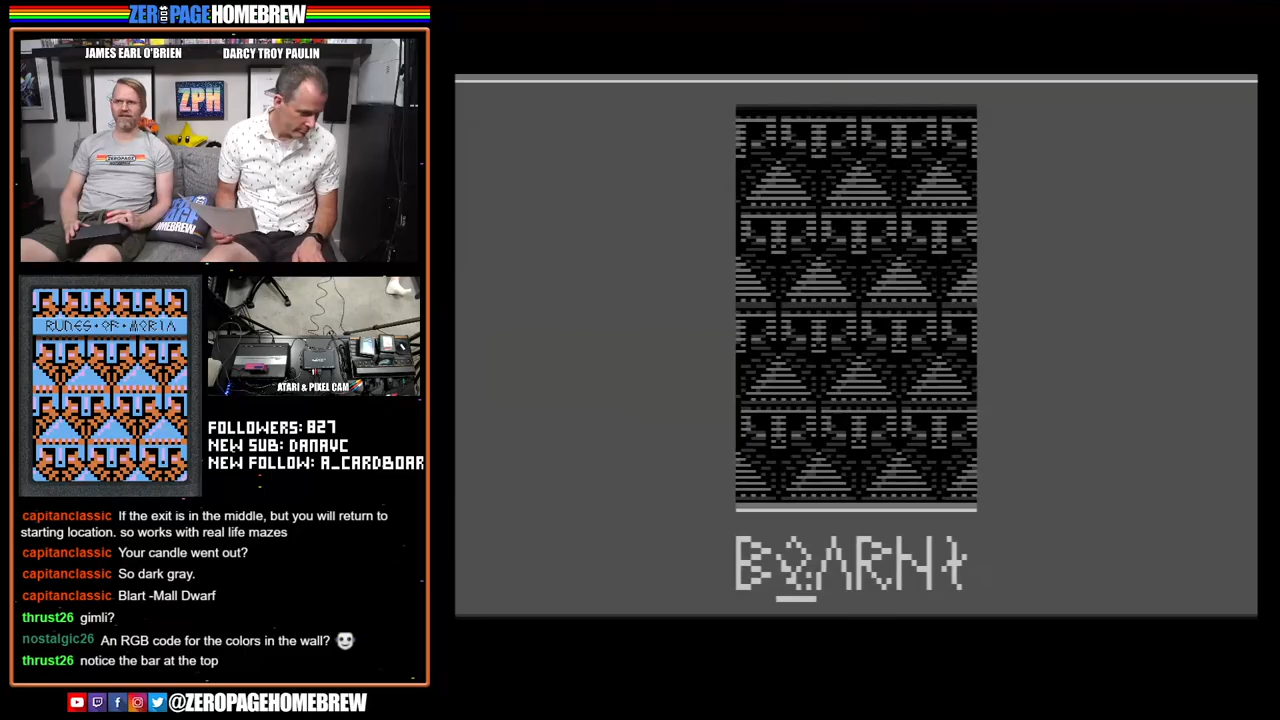 ZER PAGE HOMEBREW
JAMES EARL O'BRIEN
DARCY TROY PAULIN
ZPH
RUNES • OF • MORIA
ATARI & PIXEL CAM
FOLLOWERS: 827
NEW SUB: DANAYC
NEW FOLLOW: A_CARDBOAR
capitanclassic If the exit is in the middle, but you will return to
starting location. so works with real life mazes
capitanclassic Your candle went out?
capitanclassic So dark gray.
capitanclassic Blart -Mall Dwarf
thrust26 gimli?
nostalgic26 An RGB code for the colors in the wall?
thrust26 notice the bar at the top
@ZEROPAGEHOMEBREW